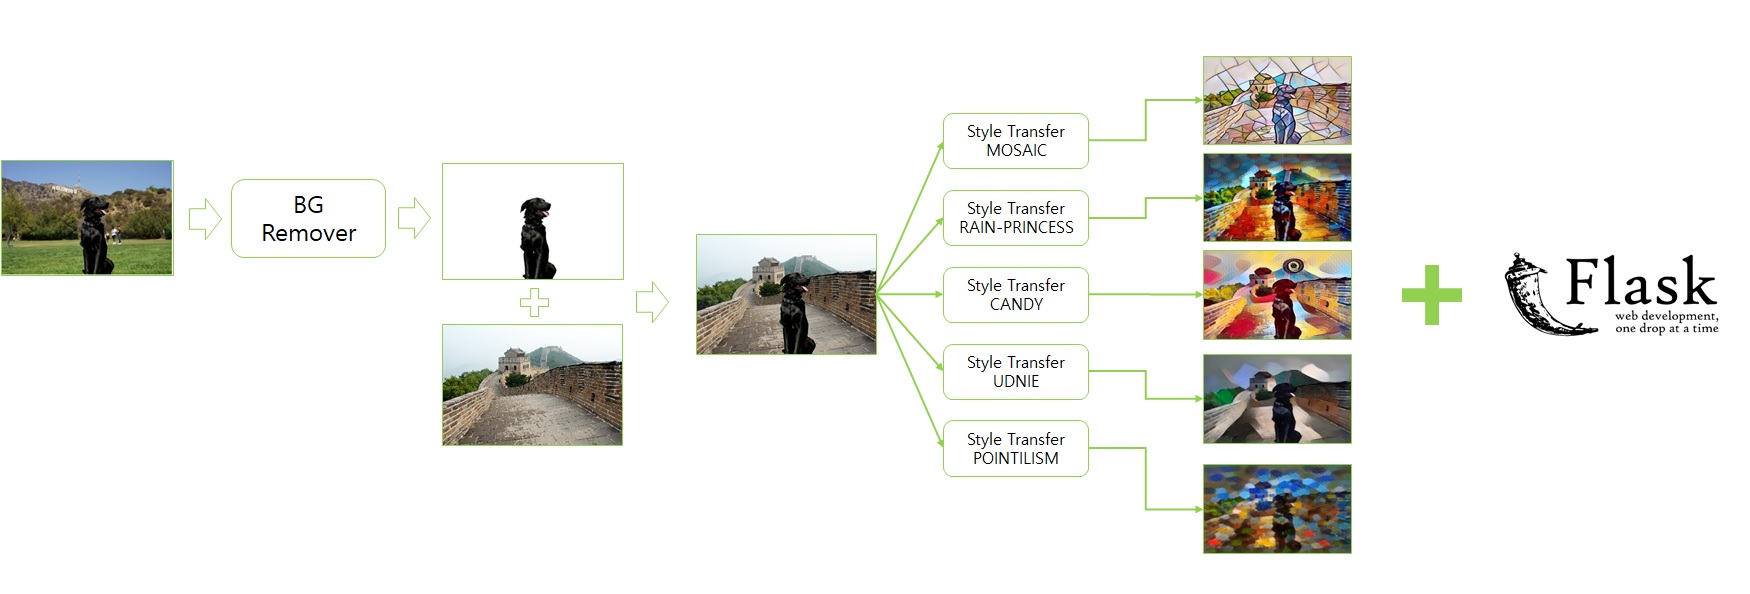 BG
Remover
Style Transfer
MOSAIC
Style Transfer
RAIN-PRINCESS
Style Transfer
CANDY
Style Transfer
UDNIE
Style Transfer
POINTILISM
Flask
web development,
one drop at a time